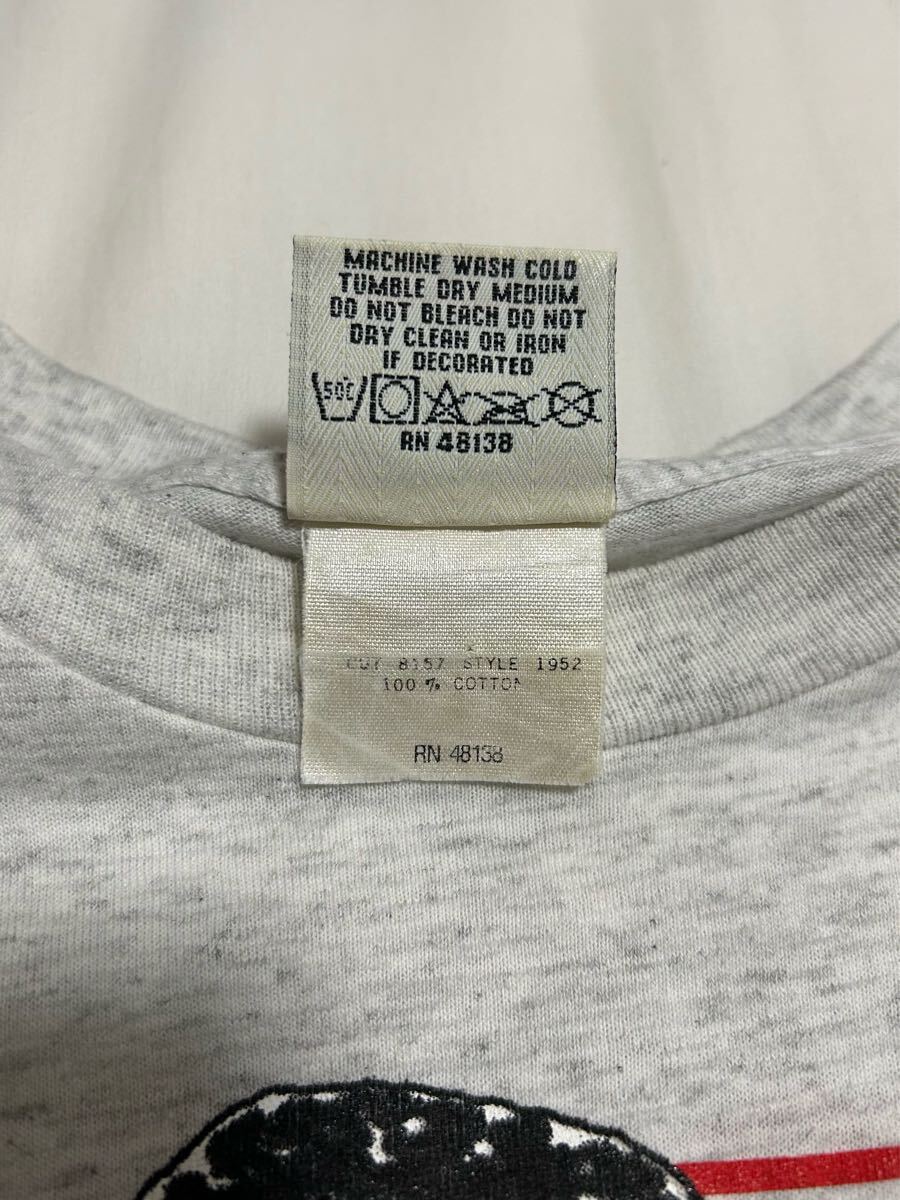 MACHINE WASH COLD
TUMBLE DRY MEDIUM
DO NOT BLEACH DO NOT
DRY CLEAN OR IRON
IF DECORATED
50°C
RN 48138
CUT 8157 STYLE 1952
100% COTTON
RN 48138